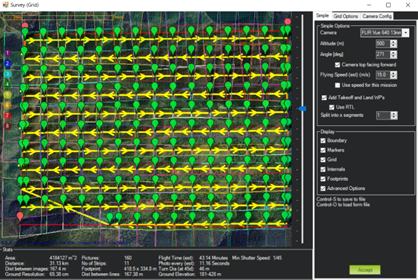 Survey (Grid)
Simple Grid Options Camera Config
Simple Options
Camera FLIR Vue 640 13mm
Altitude (m) 500
Angle [deg] 271
Camera top facing forward
Flying Speed (est) (m/s) 15.0
Use speed for this mission
Add Takeoff and Land WPs
Use RTL
Split into a segments 1
Display
Boundary
Markers
Grid
Internals
Footprints
Advanced Options
Control-S to save to file
Control-O to load form file
Accept
Stats
Area 4184127 m^2 Pictures 160 Flight Time (est) 43:14 Minutes Min Shutter Speed 1/45
Distance 31.13 km No of Strips 11 Photo every (est) 11.16 Seconds
Dist between images 167.4 m Footprint 418.5 x 334.8 m Turn Dia (at 45d) 46m
Ground Resolution 65.38 cm Dist between lines 167.38 m Ground Elevation 181-426 m